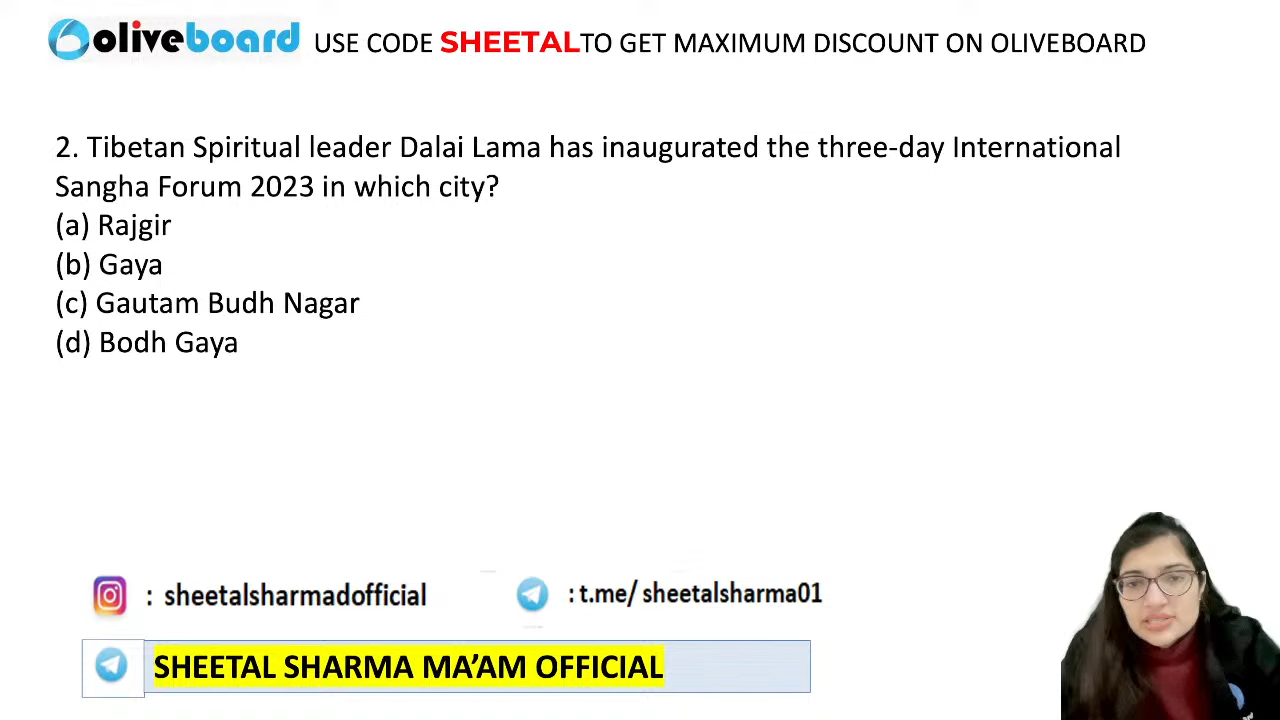 oliveboard USE CODE SHEETAL TO GET MAXIMUM DISCOUNT ON OLIVEBOARD
2. Tibetan Spiritual leader Dalai Lama has inaugurated the three-day International
Sangha Forum 2023 in which city?
(a) Rajgir
(b) Gaya
(c) Gautam Budh Nagar
(d) Bodh Gaya
: sheetalsharmadofficial
: t.me/ sheetalsharma01
SHEETAL SHARMA MA’AM OFFICIAL